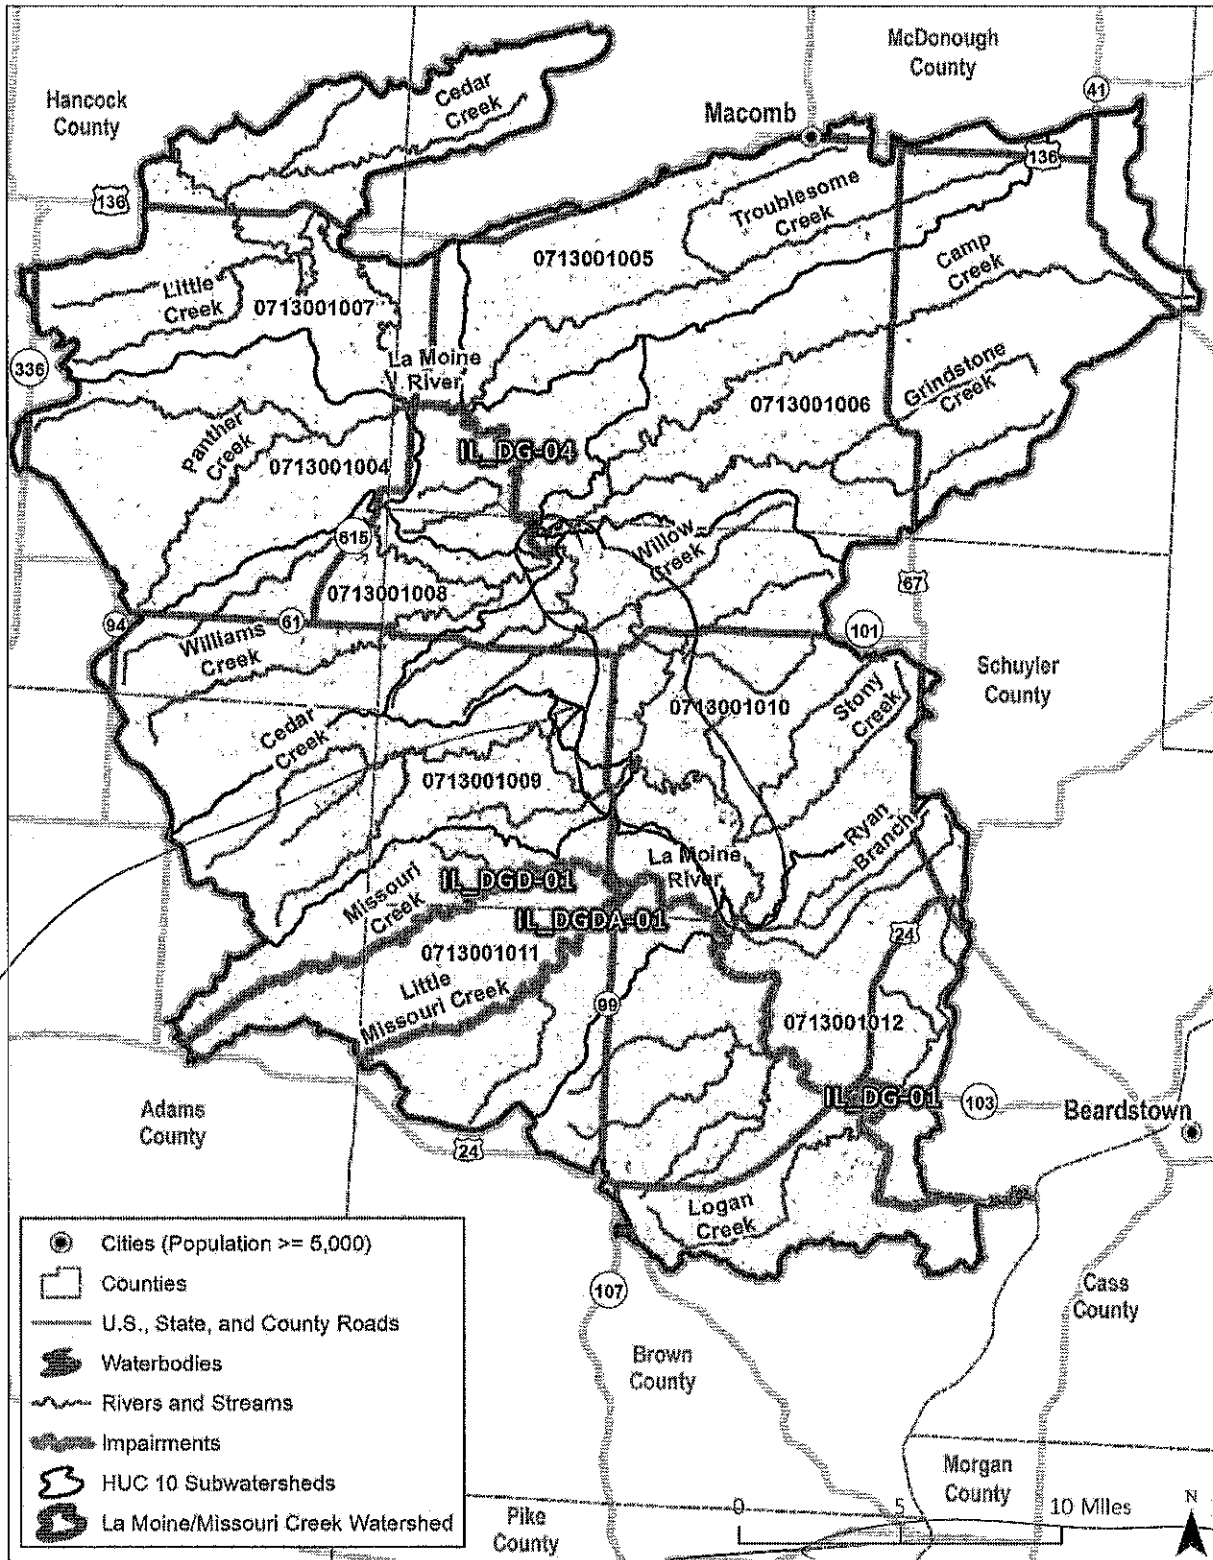 McDonough
County
Hancock
County
Cedar
Creek
41
Macomb
136
136
Troublesome
Creek
0713001005
Camp
Creek
Little
Creek
0713001007
La Moine
River
336
Grindstone
Creek
0713001006
Panther
Creek
0713001004
IL_DG-04
615
Willow
Creek
67
0713001008
94
61
101
Williams
Creek
Schuyler
County
Stony
Creek
0713001010
Cedar
Creek
0713001009
Ryan
Branch
La Moine
River
IL_DGD-01
Missouri
Creek
IL_DGDA-01
24
0713001011
Little
Missouri Creek
99
0713001012
Adams
County
IL_DG-01
103
Beardstown
24
Logan
Creek
107
Cass
County
Brown
County
Morgan
County
Pike
County
Cities (Population >= 5,000)
Counties
U.S., State, and County Roads
Waterbodies
Rivers and Streams
Impairments
HUC 10 Subwatersheds
La Moine/Missouri Creek Watershed
0 5 10 Miles
N